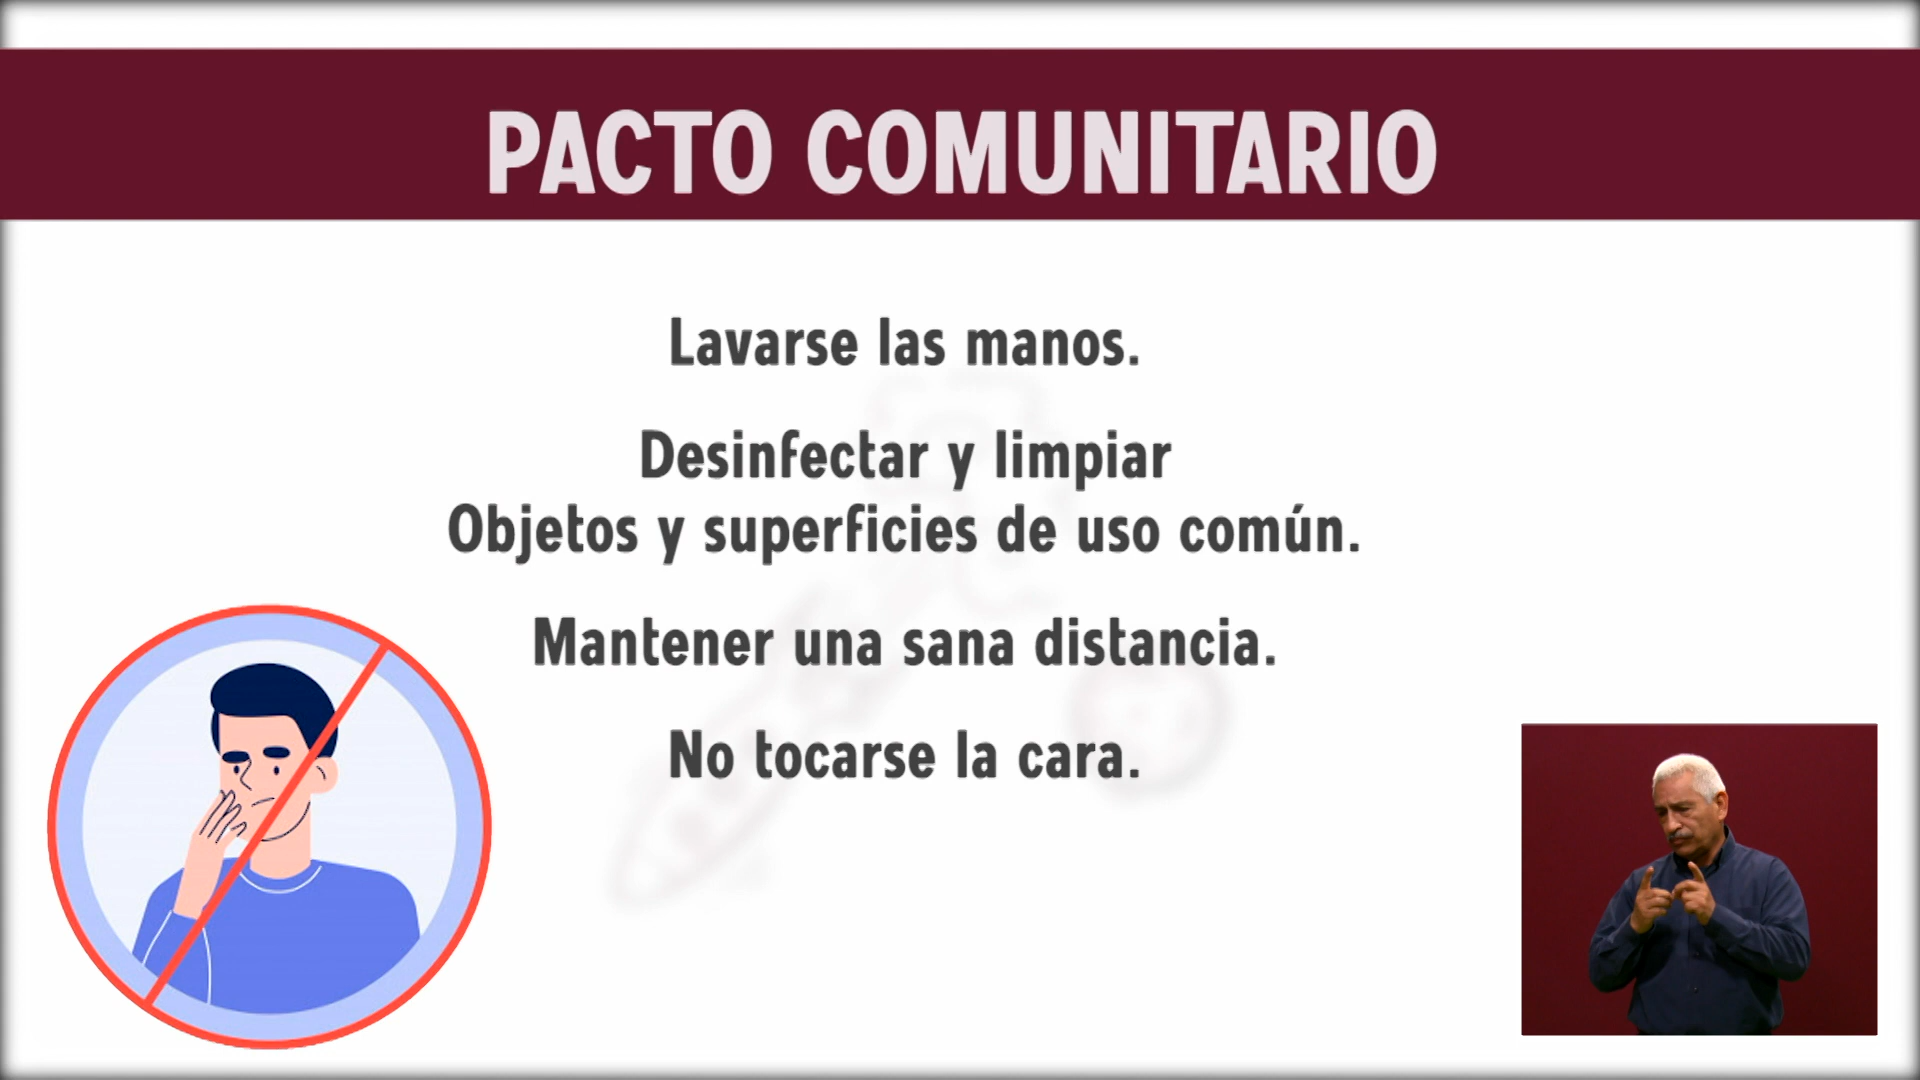 PACTO COMUNITARIO
Lavarse las manos.
Desinfectar y limpiar
Objetos y superficies de uso común.
Mantener una sana distancia.
No tocarse la cara.